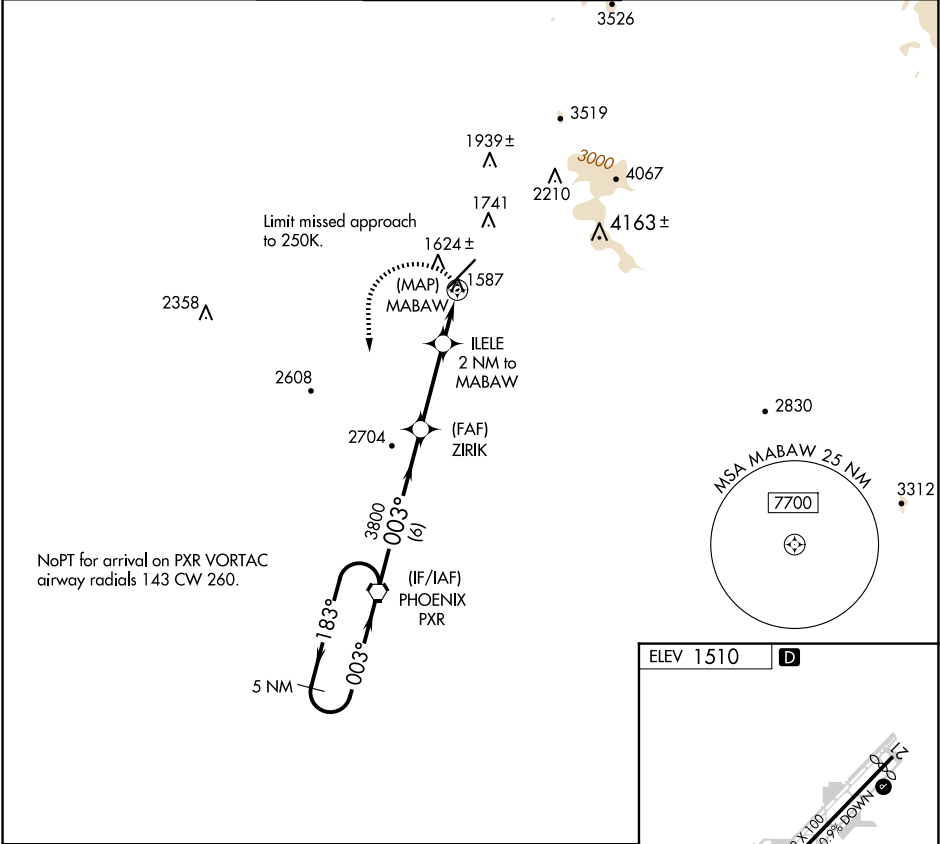 3526
3519
1939 ±
3000
4067
2210
1741
4163 ±
Limit missed approach
to 250K.
1624 ±
1587
(MAP)
MABAW
2358
ILELE
2 NM to
MABAW
2608
2830
2704
(FAF)
ZIRIK
MSA MABAW 25 NM
7700
3312
3800
003°
(6)
NoPT for arrival on PXR VORTAC
airway radials 143 CW 260.
(IF/IAF)
PHOENIX
PXR
183°
003°
5 NM
ELEV 1510
D
21
X 100
0.9% DOWN
P